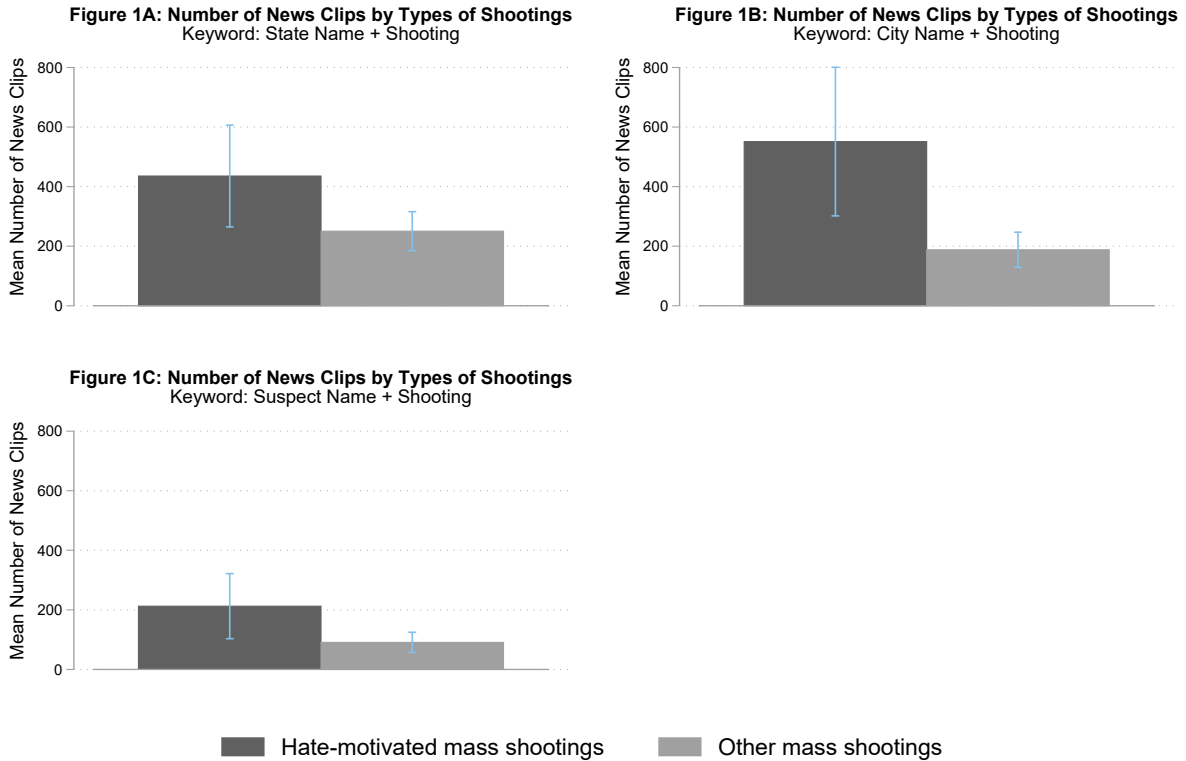 Figure 1A: Number of News Clips by Types of Shootings
Keyword: State Name + Shooting
Mean Number of News Clips
800
600
400
200
0
Figure 1B: Number of News Clips by Types of Shootings
Keyword: City Name + Shooting
Mean Number of News Clips
800
600
400
200
0
Figure 1C: Number of News Clips by Types of Shootings
Keyword: Suspect Name + Shooting
Mean Number of News Clips
800
600
400
200
0
Hate-motivated mass shootings
Other mass shootings